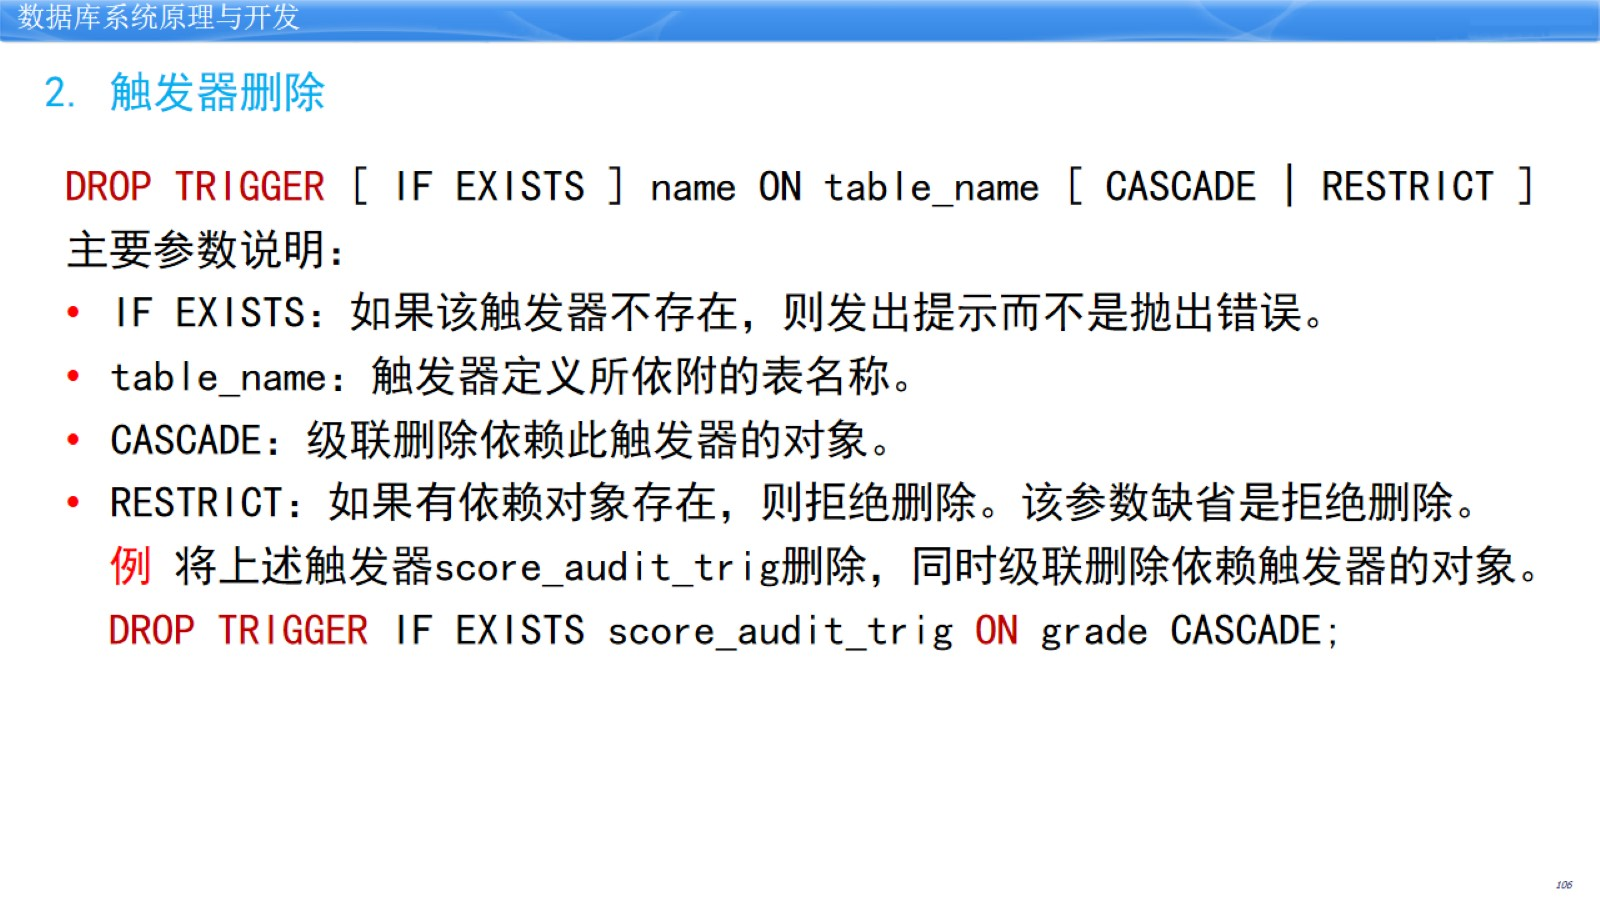 数据库系统原理与开发
2. 触发器删除
DROP TRIGGER [ IF EXISTS ] name ON table_name [ CASCADE | RESTRICT ]
主要参数说明：
• IF EXISTS：如果该触发器不存在，则发出提示而不是抛出错误。
• table_name：触发器定义所依附的表名称。
• CASCADE：级联删除依赖此触发器的对象。
• RESTRICT：如果有依赖对象存在，则拒绝删除。该参数缺省是拒绝删除。
例 将上述触发器score_audit_trig删除，同时级联删除依赖触发器的对象。
DROP TRIGGER IF EXISTS score_audit_trig ON grade CASCADE;
106